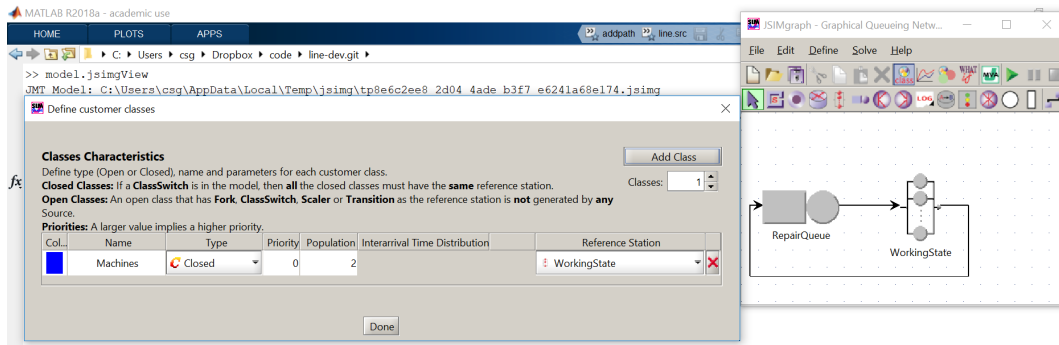 MATLAB R2018a - academic use
HOME PLOTS APPS
addpath line.src
C: Users csg Dropbox code line-dev.git
>> model.jsimgView
JMT Model: C:\Users\csg\AppData\Local\Temp\jsimg\tp8e6c2ee8_2d04_4ade_b3f7_e6241a68e174.jsimg
fx
Define customer classes
Classes Characteristics
Define type (Open or Closed), name and parameters for each customer class.
Closed Classes: If a ClassSwitch is in the model, then all the closed classes must have the same reference station.
Open Classes: An open class that has Fork, ClassSwitch, Scaler or Transition as the reference station is not generated by any
Source.
Priorities: A larger value implies a higher priority.
Add Class
Classes: 1
Col... Name Type Priority Population Interarrival Time Distribution Reference Station
Machines C Closed 0 2 WorkingState
Done
JSIMgraph - Graphical Queueing Netw...
File Edit Define Solve Help
CLASS WHAT IF MVA
LOG
RepairQueue
WorkingState